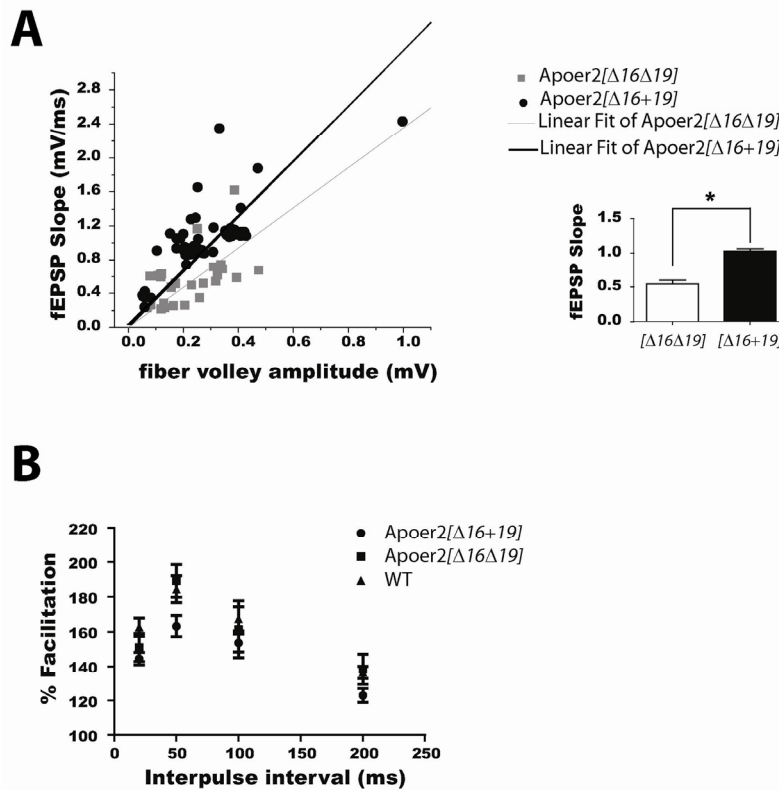 A
fEPSP Slope (mV/ms)
2.8
2.4
2.0
1.6
1.2
0.8
0.4
0.0
0.0 0.2 0.4 0.6 0.8 1.0
fiber volley amplitude (mV)
Apoer2[Δ16Δ19]
Apoer2[Δ16+19]
Linear Fit of Apoer2[Δ16Δ19]
Linear Fit of Apoer2[Δ16+19]
*
fEPSP Slope
1.5
1.0
0.5
0.0
[Δ16Δ19] [Δ16+19]
B
% Facilitation
220
200
180
160
140
120
100
0 50 100 150 200 250
Interpulse interval (ms)
Apoer2[Δ16+19]
Apoer2[Δ16Δ19]
WT